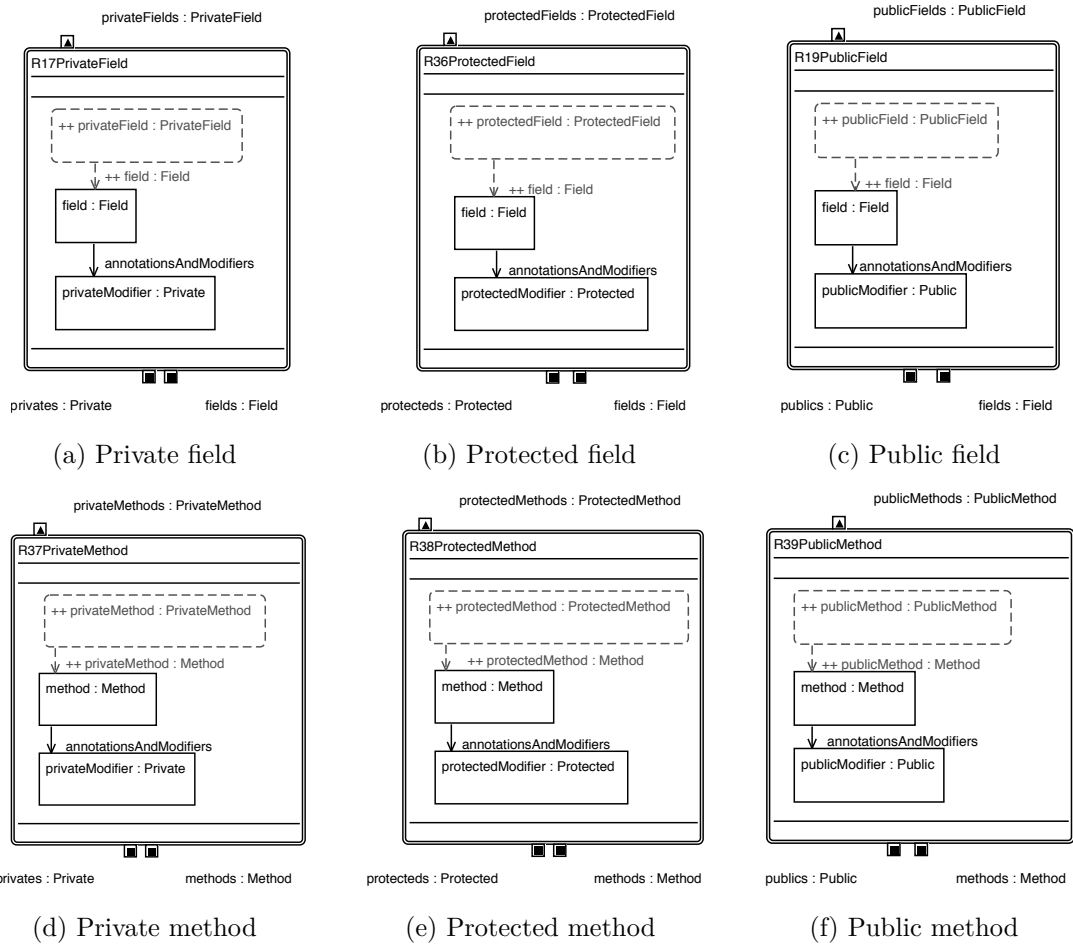 privateFields : PrivateField
R17PrivateField
++ privateField : PrivateField
++ field : Field
field : Field
annotationsAndModifiers
privateModifier : Private
privates : Private
fields : Field
(a) Private field
protectedFields : ProtectedField
R36ProtectedField
++ protectedField : ProtectedField
++ field : Field
field : Field
annotationsAndModifiers
protectedModifier : Protected
protecteds : Protected
fields : Field
(b) Protected field
publicFields : PublicField
R19PublicField
++ publicField : PublicField
++ field : Field
field : Field
annotationsAndModifiers
publicModifier : Public
publics : Public
fields : Field
(c) Public field
privateMethods : PrivateMethod
R37PrivateMethod
++ privateMethod : PrivateMethod
++ privateMethod : Method
method : Method
annotationsAndModifiers
privateModifier : Private
privates : Private
methods : Method
(d) Private method
protectedMethods : ProtectedMethod
R38ProtectedMethod
++ protectedMethod : ProtectedMethod
++ protectedMethod : Method
method : Method
annotationsAndModifiers
protectedModifier : Protected
protecteds : Protected
methods : Method
(e) Protected method
publicMethods : PublicMethod
R39PublicMethod
++ publicMethod : PublicMethod
++ publicMethod : Method
method : Method
annotationsAndModifiers
publicModifier : Public
publics : Public
methods : Method
(f) Public method